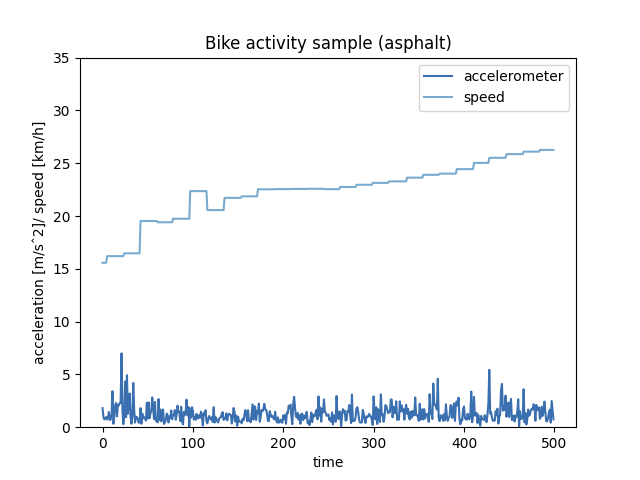 Bike activity sample (asphalt)
accelerometer
speed
acceleration [m/sˆ2]/ speed [km/h]
35
30
25
20
15
10
5
0
0 100 200 300 400 500
time